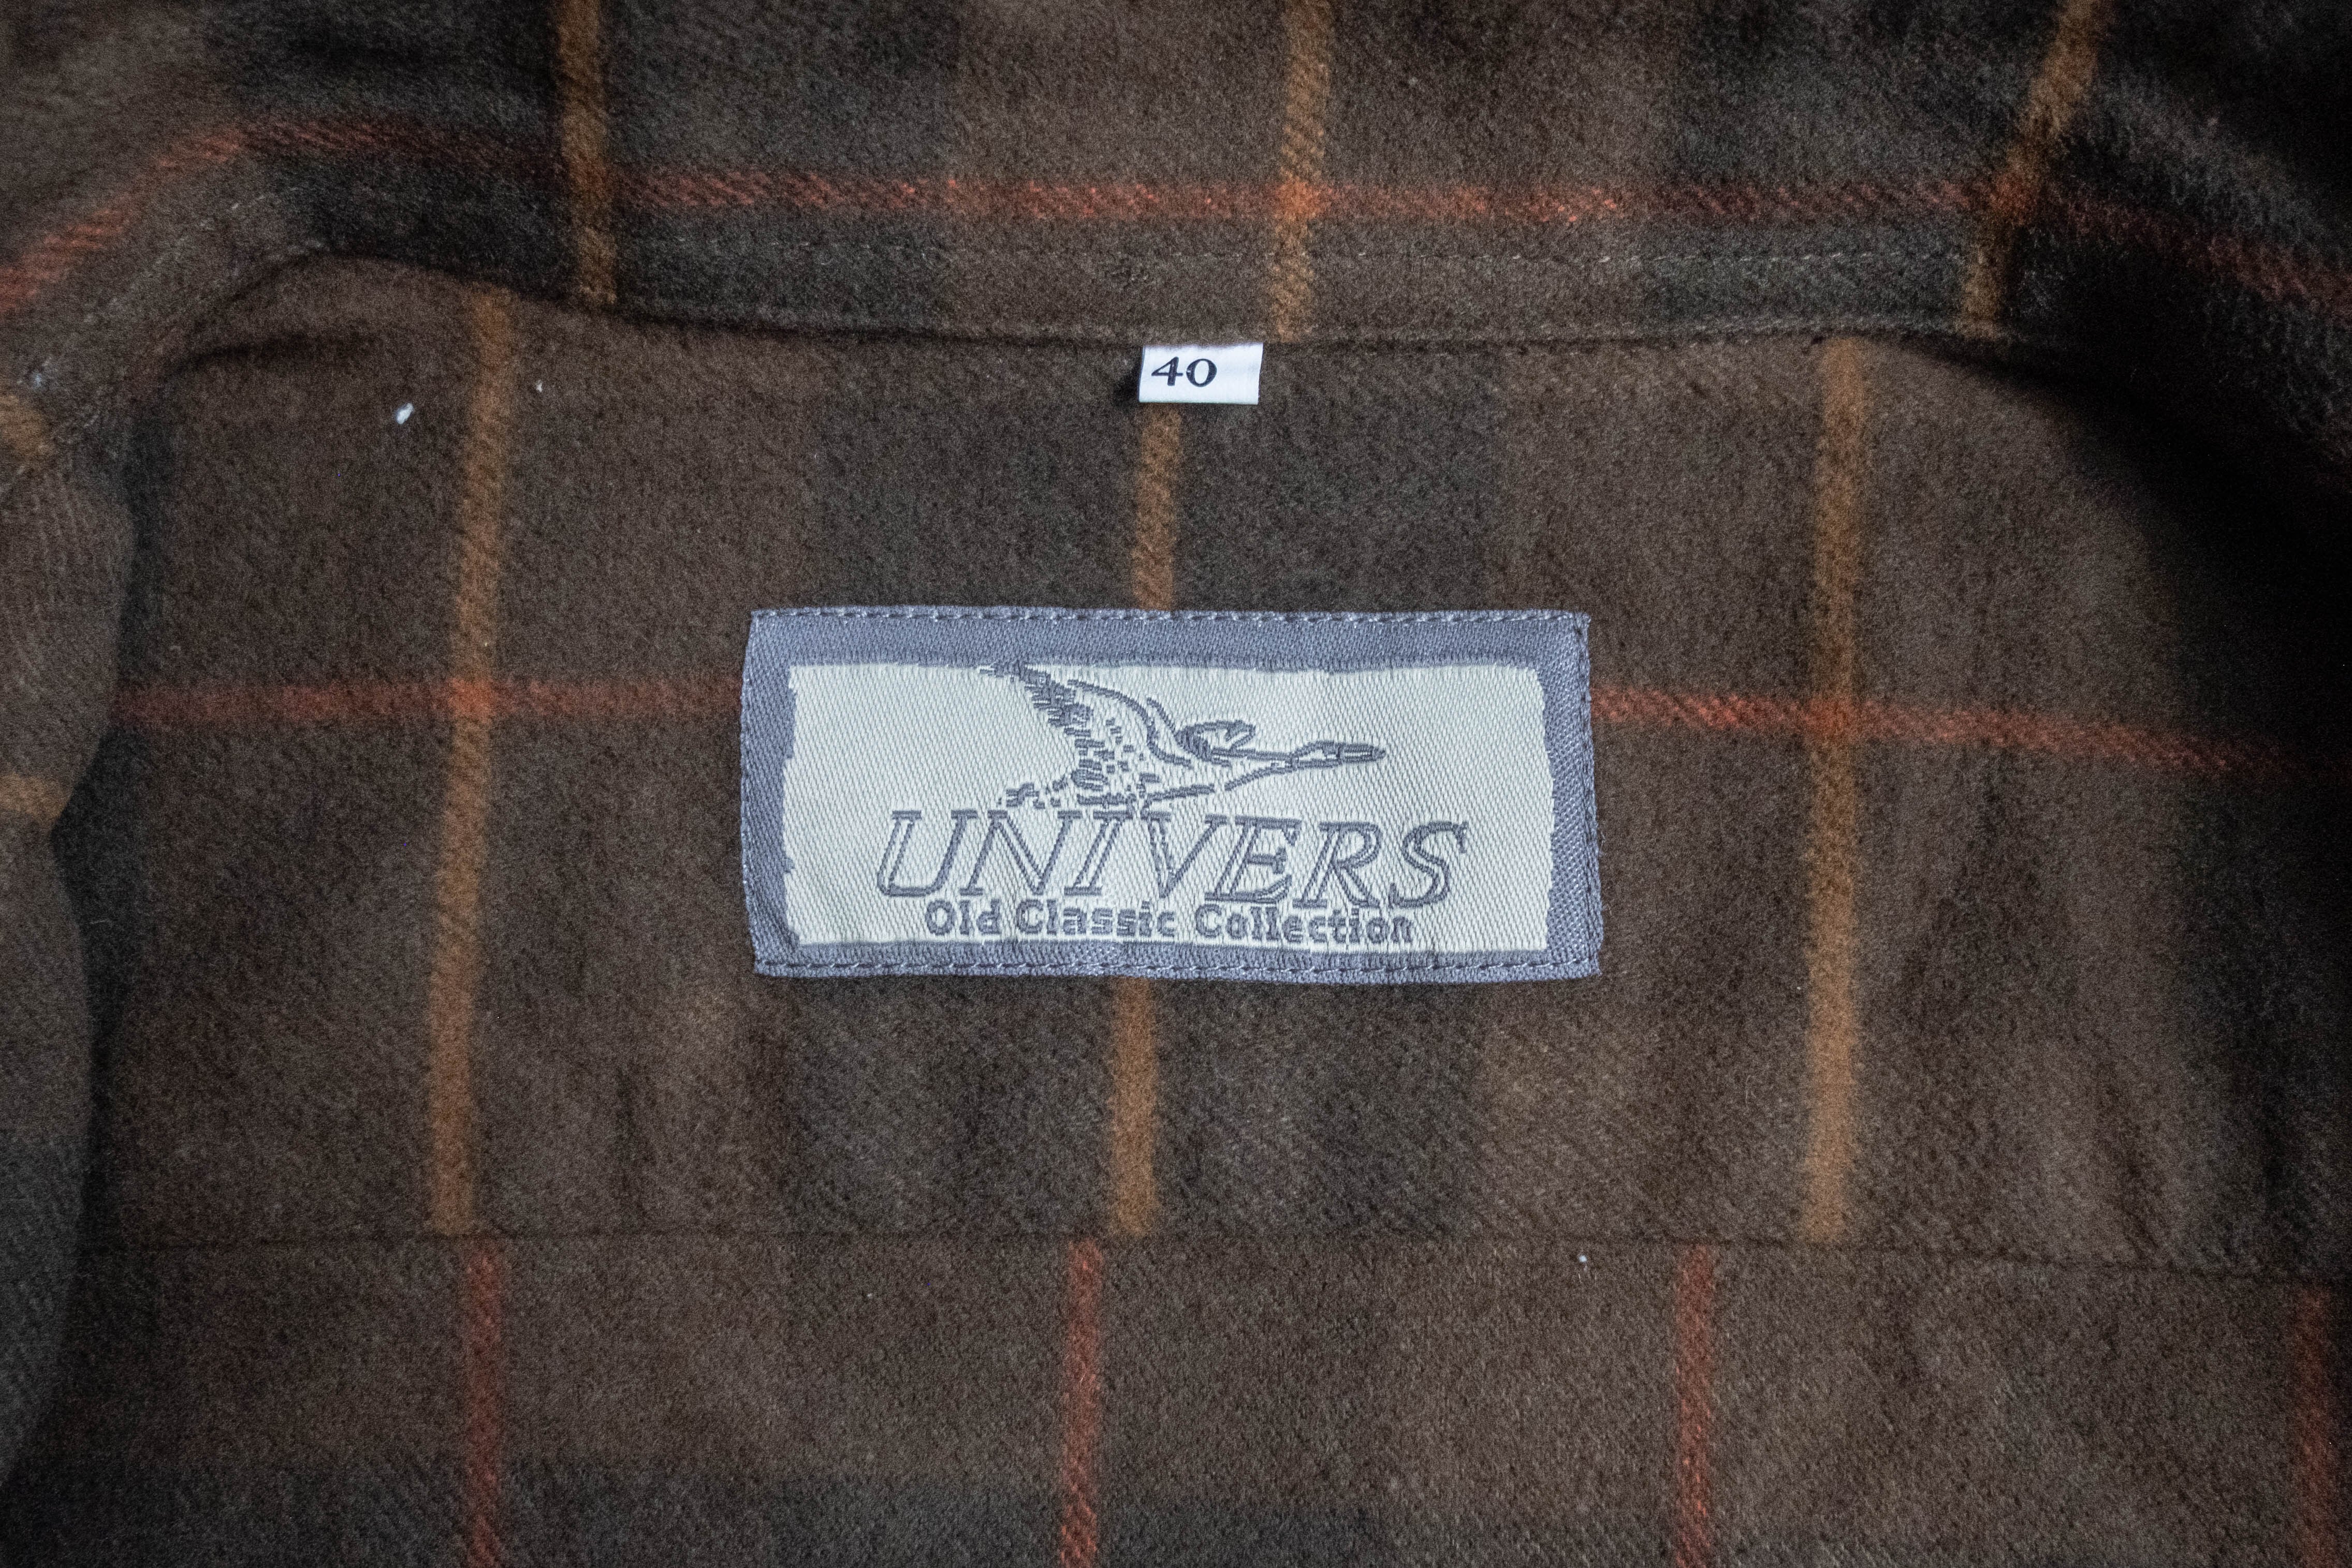 40
UNIVERS
Old Classic Collection